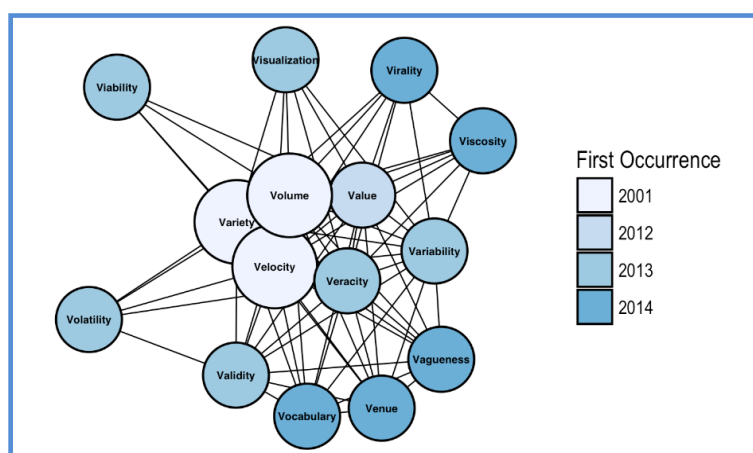 Visualization
Virality
Viability
Viscosity
Volume
Value
Variety
Variability
Velocity
Veracity
Volatility
Vagueness
Validity
Venue
Vocabulary
First Occurrence
2001
2012
2013
2014